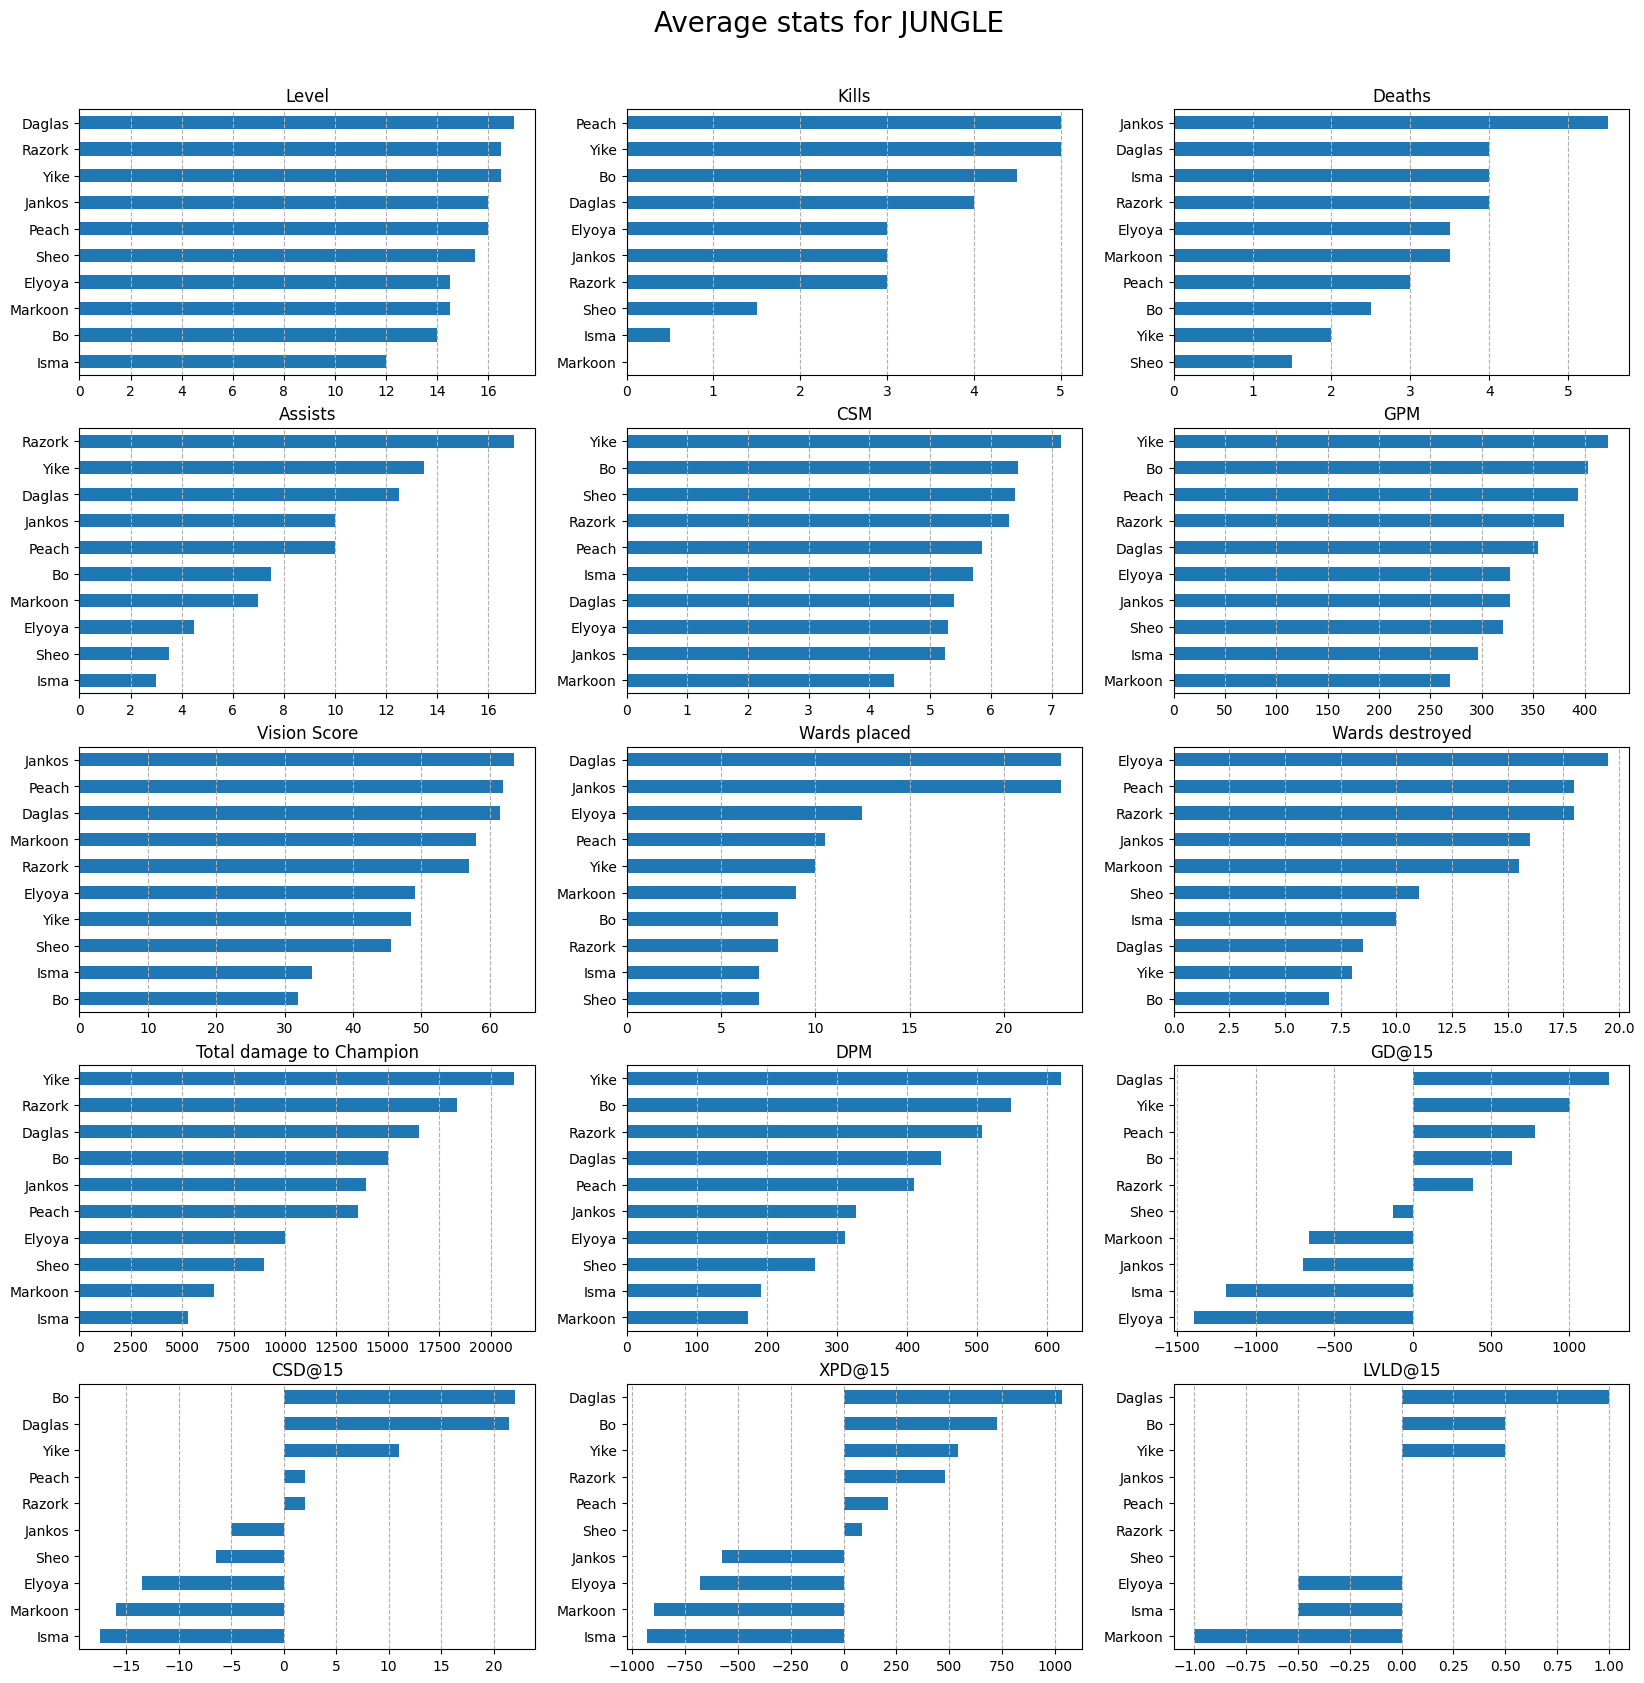 Average stats for JUNGLE
Level
Daglas
Razork
Yike
Jankos
Peach
Sheo
Elyoya
Markoon
Bo
Isma
0 2 4 6 8 10 12 14 16
Kills
Peach
Yike
Bo
Daglas
Elyoya
Jankos
Razork
Sheo
Isma
Markoon
0 1 2 3 4 5
Deaths
Jankos
Daglas
Isma
Razork
Elyoya
Markoon
Peach
Bo
Yike
Sheo
0 1 2 3 4 5
Assists
Razork
Yike
Daglas
Jankos
Peach
Bo
Markoon
Elyoya
Sheo
Isma
0 2 4 6 8 10 12 14 16
CSM
Yike
Bo
Sheo
Razork
Peach
Isma
Daglas
Elyoya
Jankos
Markoon
0 1 2 3 4 5 6 7
GPM
Yike
Bo
Peach
Razork
Daglas
Elyoya
Jankos
Sheo
Isma
Markoon
0 50 100 150 200 250 300 350 400
Vision Score
Jankos
Peach
Daglas
Markoon
Razork
Elyoya
Yike
Sheo
Isma
Bo
0 10 20 30 40 50 60
Wards placed
Daglas
Jankos
Elyoya
Peach
Yike
Markoon
Bo
Razork
Isma
Sheo
0 5 10 15 20
Wards destroyed
Elyoya
Peach
Razork
Jankos
Markoon
Sheo
Isma
Daglas
Yike
Bo
0.0 2.5 5.0 7.5 10.0 12.5 15.0 17.5 20.0
Total damage to Champion
Yike
Razork
Daglas
Bo
Jankos
Peach
Elyoya
Sheo
Markoon
Isma
0 2500 5000 7500 10000 12500 15000 17500 20000
DPM
Yike
Bo
Razork
Daglas
Peach
Jankos
Elyoya
Sheo
Isma
Markoon
0 100 200 300 400 500 600
GD@15
Daglas
Yike
Peach
Bo
Razork
Sheo
Markoon
Jankos
Isma
Elyoya
−1500 −1000 −500 0 500 1000
CSD@15
Bo
Daglas
Yike
Peach
Razork
Jankos
Sheo
Elyoya
Markoon
Isma
−15 −10 −5 0 5 10 15 20
XPD@15
Daglas
Bo
Yike
Razork
Peach
Sheo
Jankos
Elyoya
Markoon
Isma
−1000 −750 −500 −250 0 250 500 750 1000
LVLD@15
Daglas
Bo
Yike
Jankos
Peach
Razork
Sheo
Elyoya
Isma
Markoon
−1.00 −0.75 −0.50 −0.25 0.00 0.25 0.50 0.75 1.00